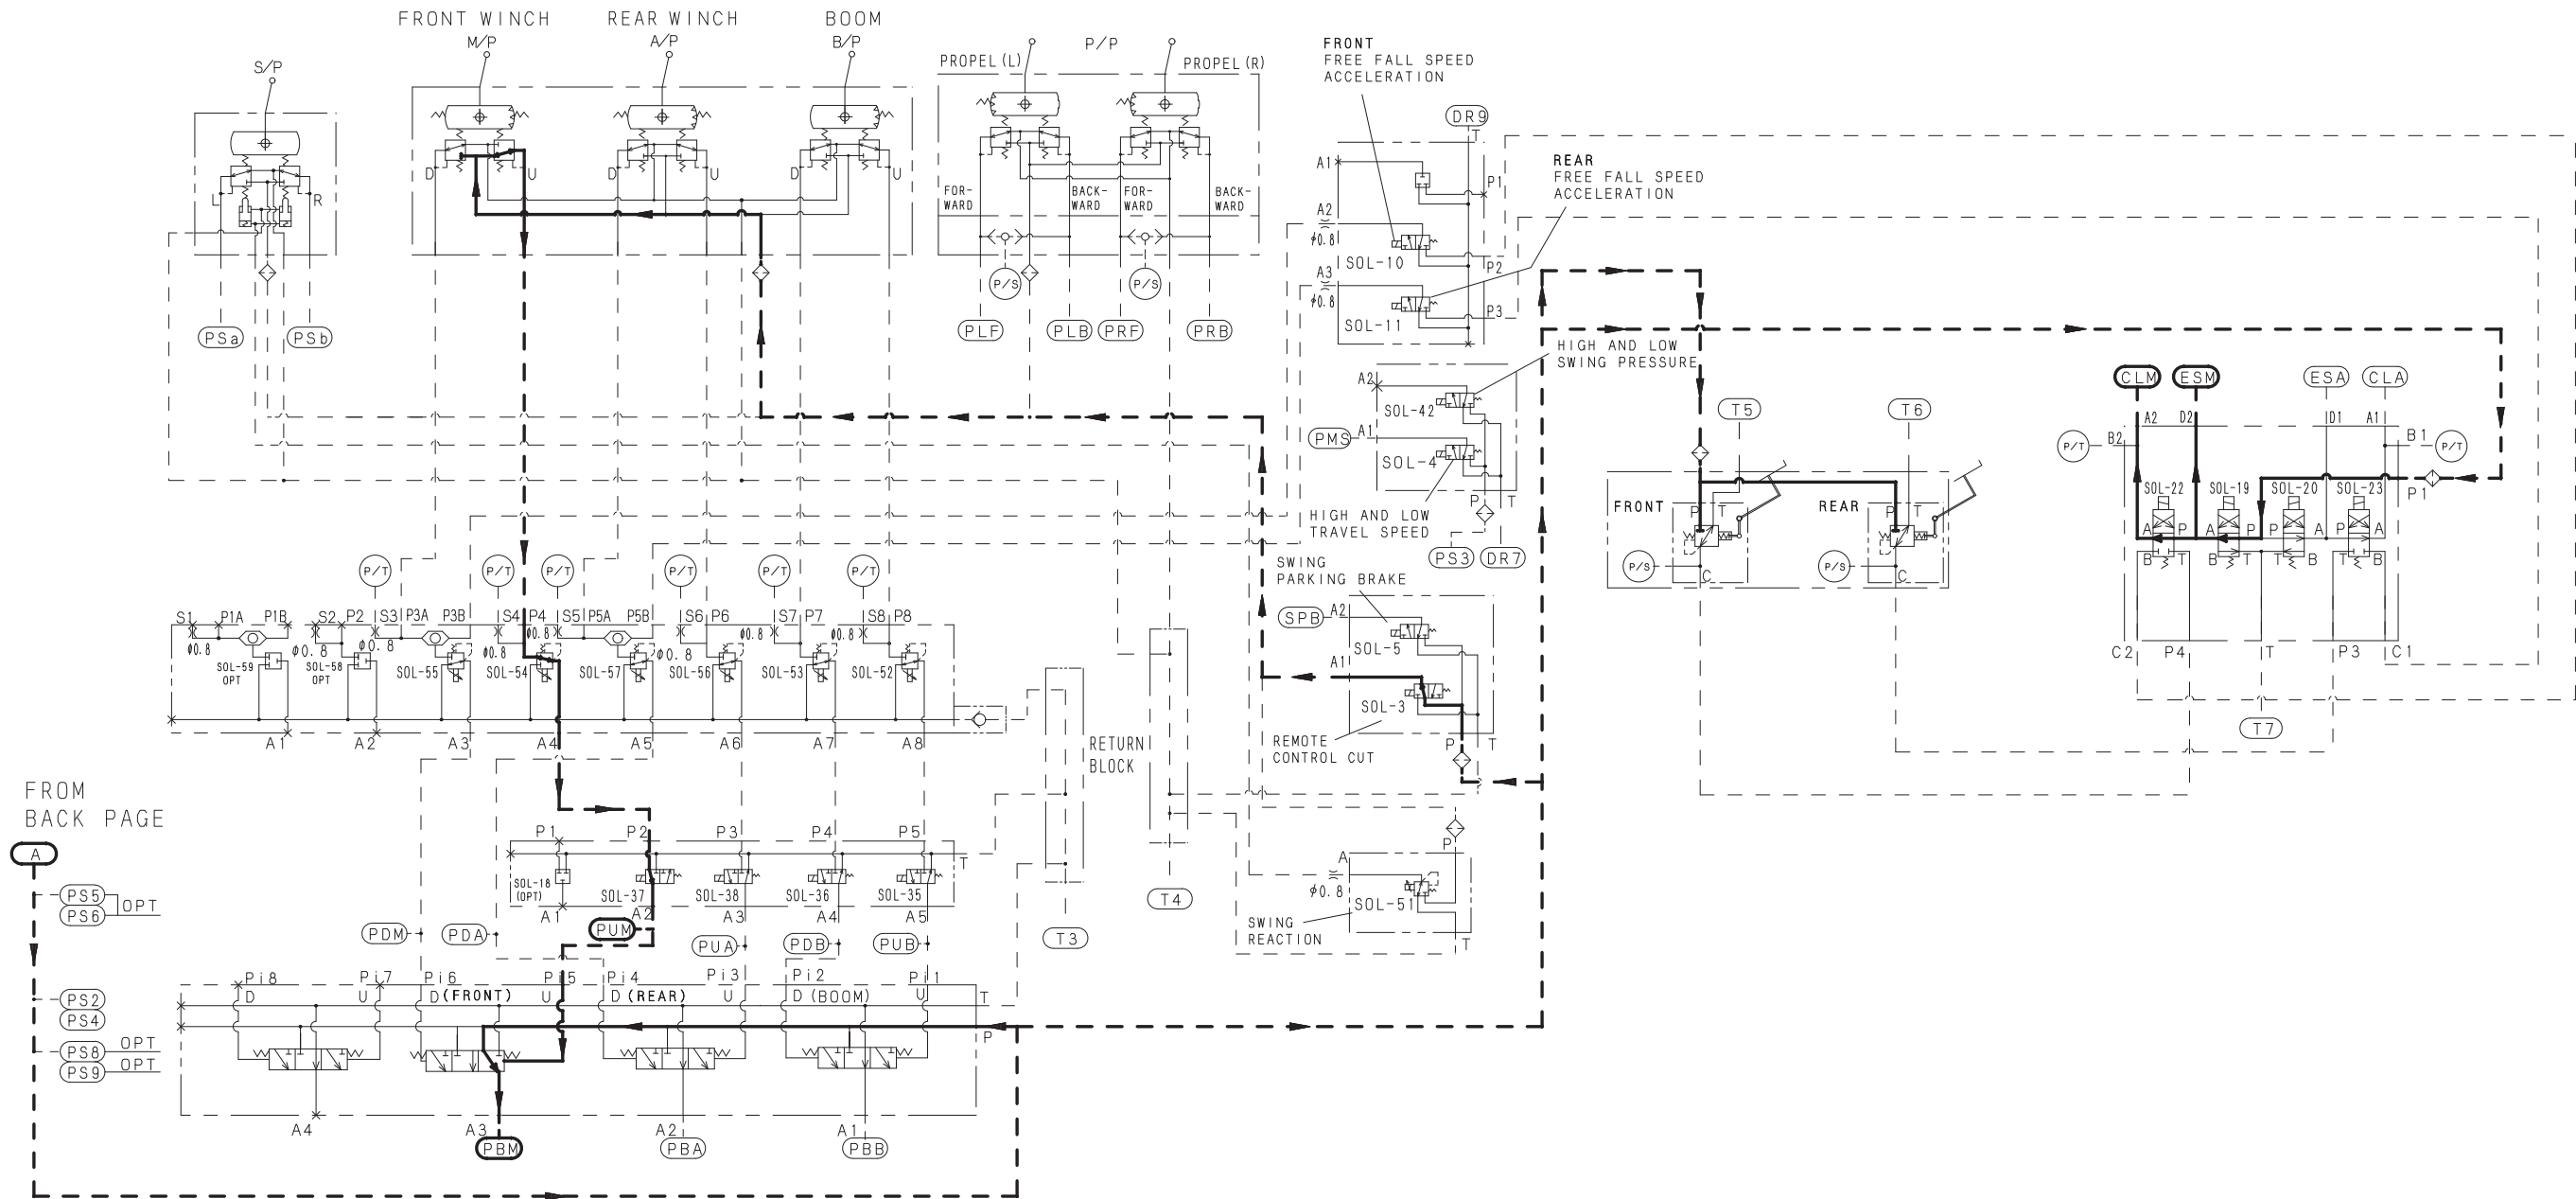 FRONT WINCH
M/P
REAR WINCH
A/P
BOOM
B/P
S/P
P/P
PROPEL(L)
PROPEL(R)
D
U
D
U
D
U
L
R
FOR-
WARD
BACK-
WARD
FOR-
WARD
BACK-
WARD
P/S
P/S
PSa
PSb
PLF
PLB
PRF
PRB
FRONT
FREE FALL SPEED
ACCELERATION
DR9
T
A1
P1
A2
φ0.8
SOL-10
P2
A3
φ0.8
SOL-11
P3
REAR
FREE FALL SPEED
ACCELERATION
HIGH AND LOW
SWING PRESSURE
A2
SOL-42
PMS
A1
SOL-4
P
T
HIGH AND LOW
TRAVEL SPEED
PS3
DR7
SWING
PARKING BRAKE
SPB
A2
SOL-5
A1
SOL-3
REMOTE
CONTROL CUT
P
T
P
A
φ0.8
SOL-51
SWING
REACTION
T
T5
T6
FRONT
P
T
P/S
C
REAR
P
T
P/S
C
CLM
ESM
ESA
CLA
A2
D2
D1
A1
P/T
B2
B1
P/T
P1
SOL-22
SOL-19
SOL-20
SOL-23
A
P
A
P
P
A
P
A
B
T
B
T
B
T
B
C2
P4
T
P3
C1
T7
P/T
P/T
P/T
P/T
P/T
P/T
S1
P1A
P1B
S2
P2
S3
P3A
P3B
S4
P4
S5
P5A
P5B
S6
P6
S7
P7
S8
P8
φ0.8
φ0.8
φ0.8
φ0.8
φ0.8
φ0.8
φ0.8
φ0.8
SOL-59
OPT
SOL-58
OPT
SOL-55
SOL-54
SOL-57
SOL-56
SOL-53
SOL-52
A1
A2
A3
A4
A5
A6
A7
A8
RETURN
BLOCK
T3
T4
FROM
BACK PAGE
A
PS5
PS6
OPT
PS2
PS4
PS8
OPT
PS9
OPT
P1
P2
P3
P4
P5
T
SOL-18
(OPT)
SOL-37
SOL-38
SOL-36
SOL-35
A1
A2
A3
A4
A5
PDM
PDA
PUM
PUA
PDB
PUB
Pi8
Pi7
Pi6
Pi5
Pi4
Pi3
Pi2
Pi1
D
U
D (FRONT)
U
D (REAR)
U
D (BOOM)
U
T
P
A4
A3
A2
A1
PBM
PBA
PBB